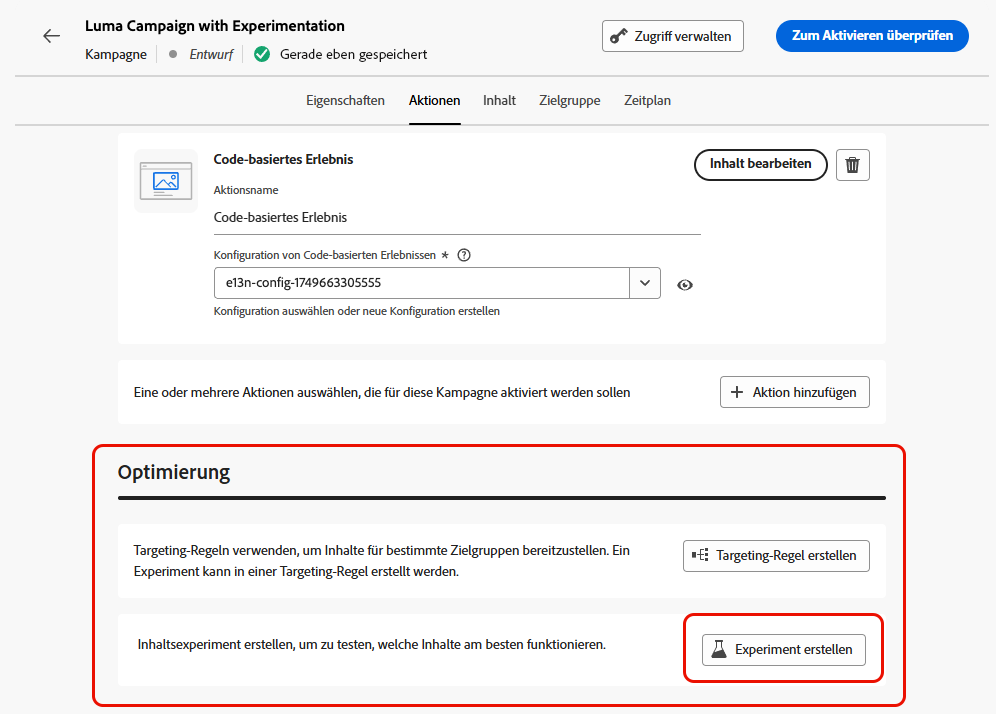 Luma Campaign with Experimentation
Kampagne
Entwurf
Gerade eben gespeichert
Zugriff verwalten
Zum Aktivieren überprüfen
Eigenschaften
Aktionen
Inhalt
Zielgruppe
Zeitplan
Code-basiertes Erlebnis
Inhalt bearbeiten
Aktionsname
Code-basiertes Erlebnis
Konfiguration von Code-basierten Erlebnissen *
e13n-config-1749663305555
Konfiguration auswählen oder neue Konfiguration erstellen
Eine oder mehrere Aktionen auswählen, die für diese Kampagne aktiviert werden sollen
Aktion hinzufügen
Optimierung
Targeting-Regeln verwenden, um Inhalte für bestimmte Zielgruppen bereitzustellen. Ein
Experiment kann in einer Targeting-Regel erstellt werden.
Targeting-Regel erstellen
Inhaltsexperiment erstellen, um zu testen, welche Inhalte am besten funktionieren.
Experiment erstellen